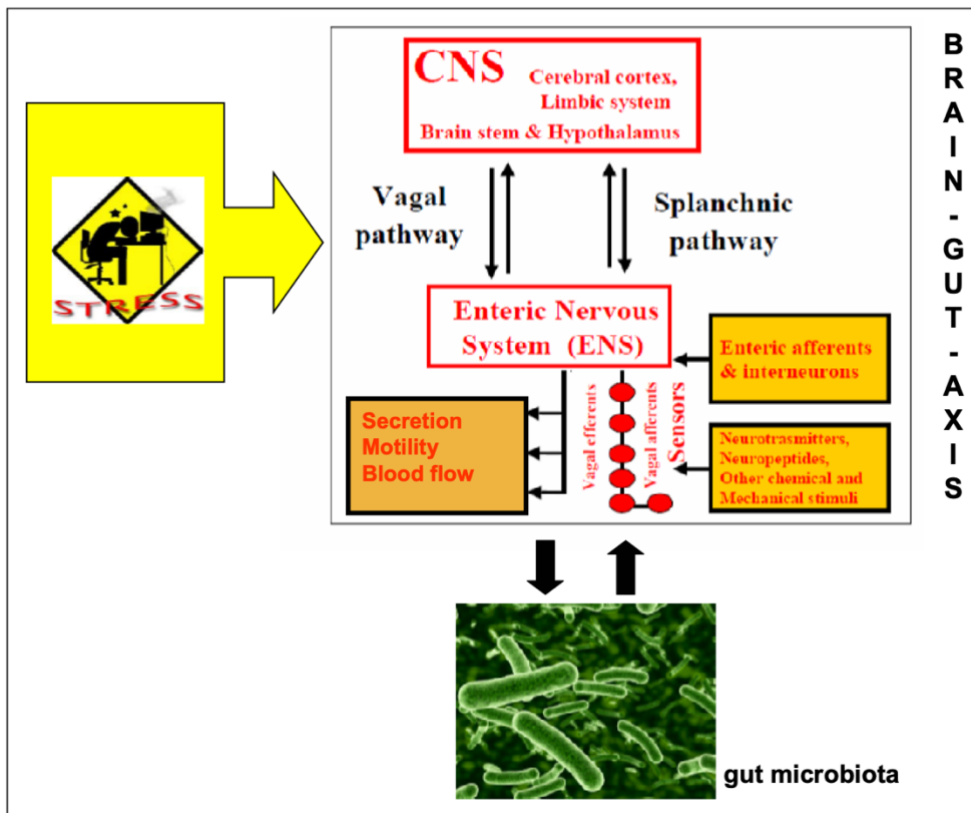 CNS Cerebral cortex,
Limbic system
Brain stem & Hypothalamus
Vagal
pathway
Splanchnic
pathway
STRESS
Enteric Nervous
System (ENS)
Enteric afferents
& interneurons
Secretion
Motility
Blood flow
Vagal efferents
Vagal afferents
Sensors
Neurotrasmitters,
Neuropeptides,
Other chemical and
Mechanical stimuli
gut microbiota
B
R
A
I
N
-
G
U
T
-
A
X
I
S